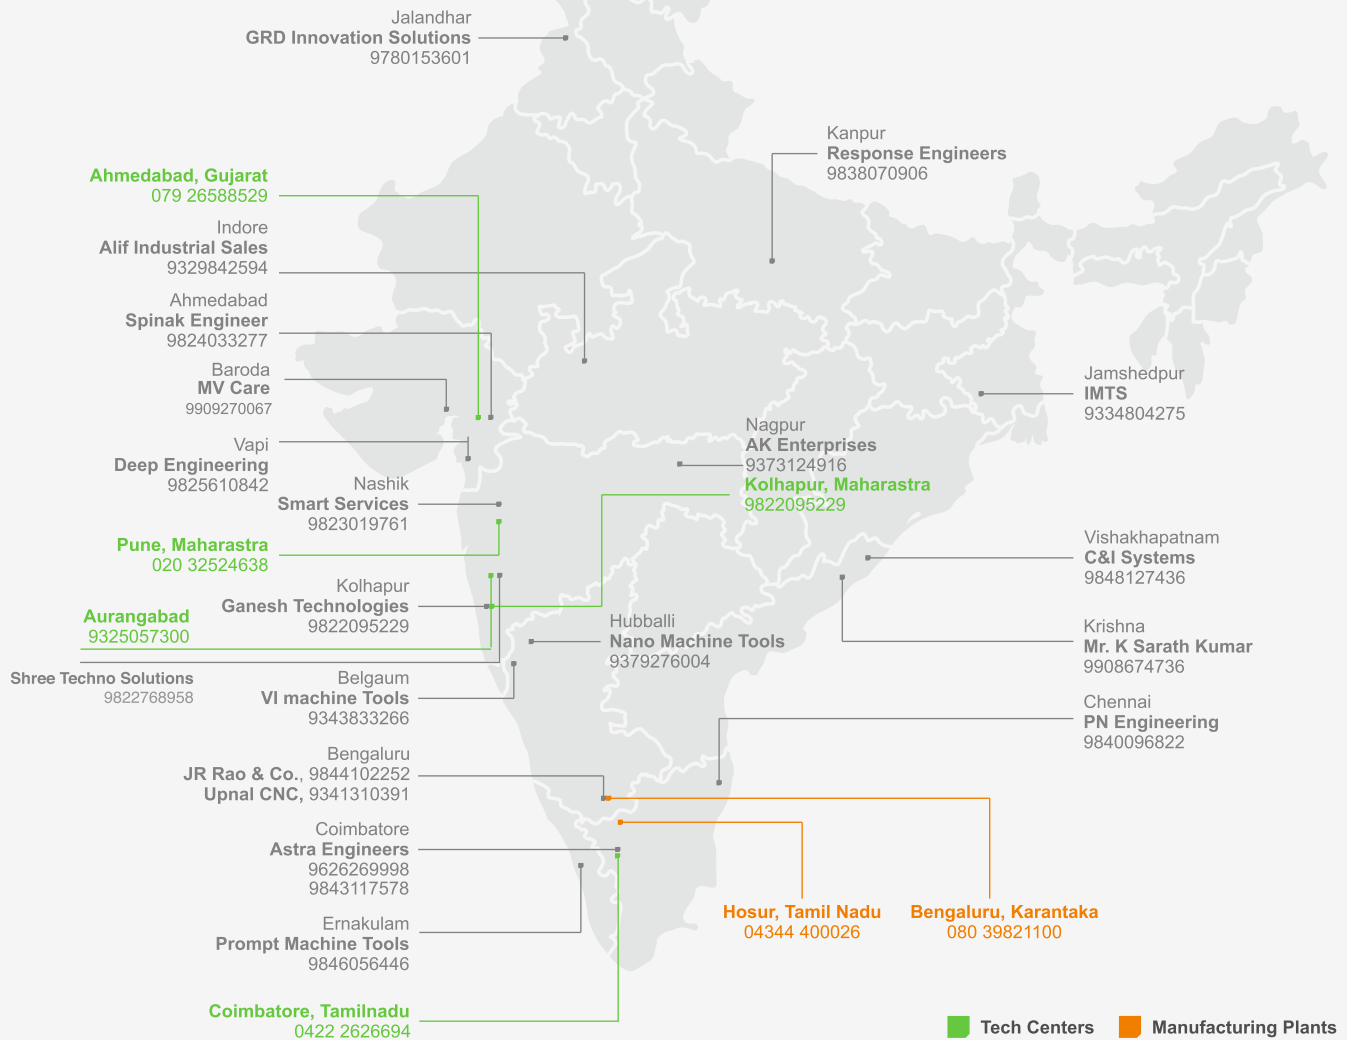 Jalandhar
GRD Innovation Solutions
9780153601
Kanpur
Response Engineers
9838070906
Ahmedabad, Gujarat
079 26588529
Indore
Alif Industrial Sales
9329842594
Ahmedabad
Spinak Engineer
9824033277
Baroda
MV Care
9909270067
Jamshedpur
IMTS
9334804275
Vapi
Deep Engineering
9825610842
Nagpur
AK Enterprises
9373124916
Kolhapur, Maharastra
9822095229
Nashik
Smart Services
9823019761
Pune, Maharastra
020 32524638
Vishakhapatnam
C&I Systems
9848127436
Kolhapur
Ganesh Technologies
9822095229
Aurangabad
9325057300
Hubballi
Nano Machine Tools
9379276004
Krishna
Mr. K Sarath Kumar
9908674736
Shree Techno Solutions
9822768958
Belgaum
VI machine Tools
9343833266
Chennai
PN Engineering
9840096822
Bengaluru
JR Rao & Co., 9844102252
Upnal CNC, 9341310391
Coimbatore
Astra Engineers
9626269998
9843117578
Ernakulam
Prompt Machine Tools
9846056446
Hosur, Tamil Nadu
04344 400026
Bengaluru, Karantaka
080 39821100
Coimbatore, Tamilnadu
0422 2626694
Tech Centers
Manufacturing Plants